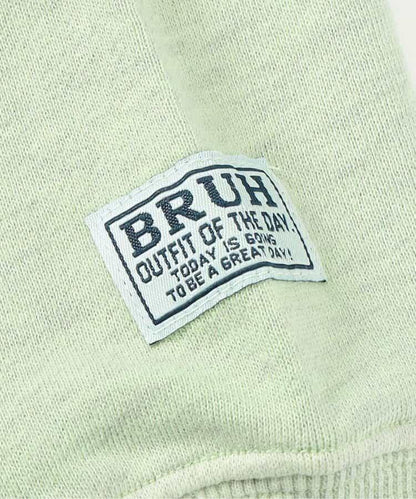 BRUH
OUTFIT OF THE DAY.
TODAY IS GOING
TO BE A GREAT DAY!